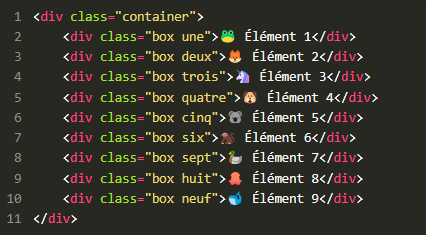 1 <div class="container">
2     <div class="box une">🐸 Élément 1</div>
3     <div class="box deux">🦊 Élément 2</div>
4     <div class="box trois">🦄 Élément 3</div>
5     <div class="box quatre">🐶 Élément 4</div>
6     <div class="box cinq">🐨 Élément 5</div>
7     <div class="box six">🦬 Élément 6</div>
8     <div class="box sept">🦆 Élément 7</div>
9     <div class="box huit">🐙 Élément 8</div>
10     <div class="box neuf">🐋 Élément 9</div>
11 </div>